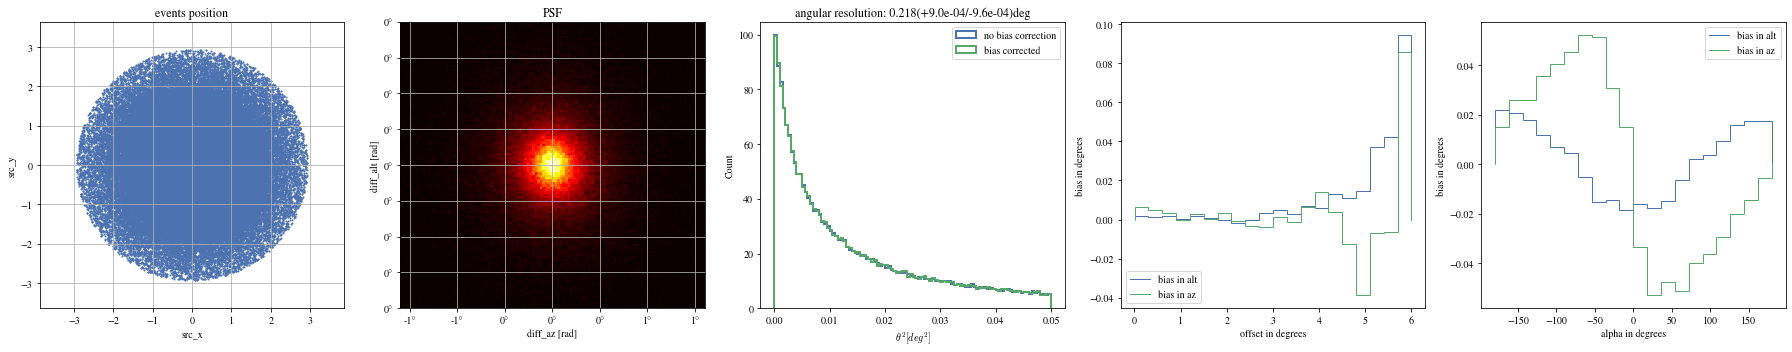 events position
3
2
1
0
−1
−2
−3
src_y
−3 −2 −1 0 1 2 3
src_x
PSF
0°
0°
0°
0°
0°
0°
0°
0°
0°
diff_alt [rad]
-1° -1° 0° 0° 0° 1° 1°
diff_az [rad]
angular resolution: 0.218(+9.0e-04/-9.6e-04)deg
no bias correction
bias corrected
100
80
60
40
20
0
Count
0.00 0.01 0.02 0.03 0.04 0.05
θ²[deg²]
0.10
0.08
0.06
0.04
0.02
0.00
−0.02
−0.04
bias in degrees
bias in alt
bias in az
0 1 2 3 4 5 6
offset in degrees
bias in alt
bias in az
0.04
0.02
0.00
−0.02
−0.04
bias in degrees
−150 −100 −50 0 50 100 150
alpha in degrees